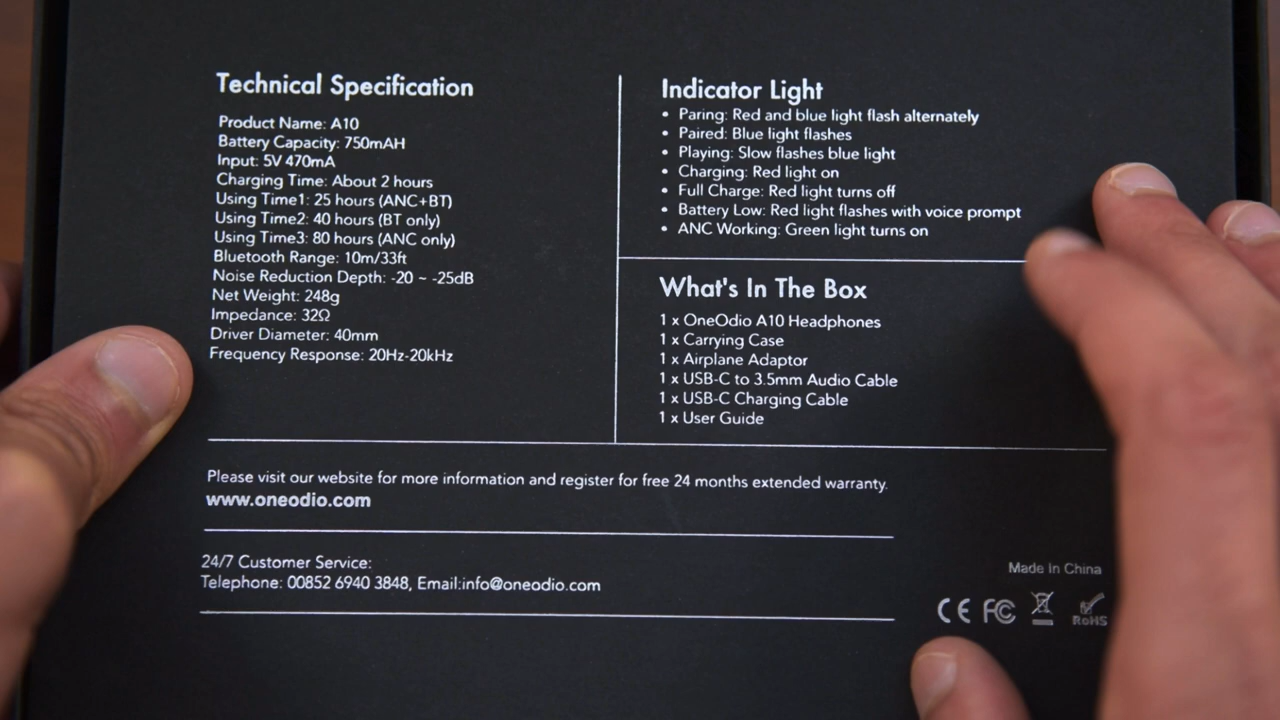 Technical Specification
Product Name: A10
Battery Capacity: 750mAH
Input: 5V 470mA
Charging Time: About 2 hours
Using Time1: 25 hours (ANC+BT)
Using Time2: 40 hours (BT only)
Using Time3: 80 hours (ANC only)
Bluetooth Range: 10m/33ft
Noise Reduction Depth: -20 ~ -25dB
Net Weight: 248g
Impedance: 32Ω
Driver Diameter: 40mm
Frequency Response: 20Hz-20kHz
Indicator Light
• Paring: Red and blue light flash alternately
• Paired: Blue light flashes
• Playing: Slow flashes blue light
• Charging: Red light on
• Full Charge: Red light turns off
• Battery Low: Red light flashes with voice prompt
• ANC Working: Green light turns on
What's In The Box
1 x OneOdio A10 Headphones
1 x Carrying Case
1 x Airplane Adaptor
1 x USB-C to 3.5mm Audio Cable
1 x USB-C Charging Cable
1 x User Guide
Please visit our website for more information and register for free 24 months extended warranty.
www.oneodio.com
24/7 Customer Service:
Telephone: 00852 6940 3848, Email:info@oneodio.com
Made In China
CE FC RoHS